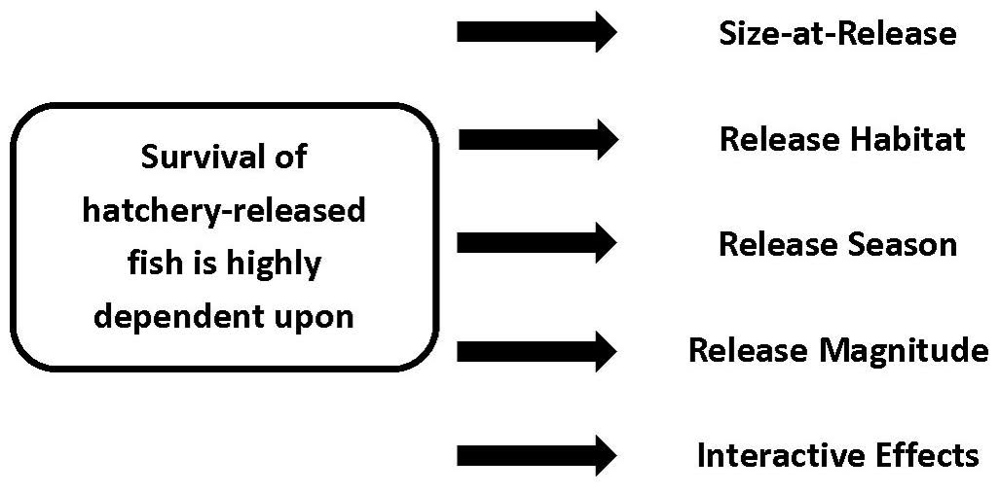 Survival of
hatchery-released
fish is highly
dependent upon
Size-at-Release
Release Habitat
Release Season
Release Magnitude
Interactive Effects